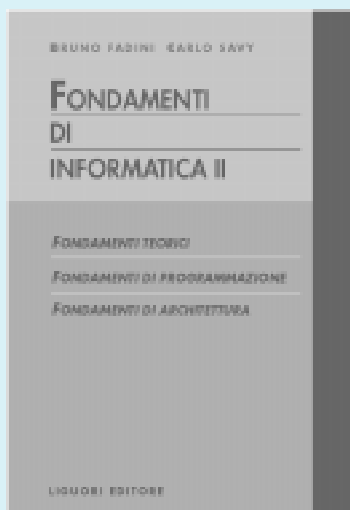 BRUNO FADINI CARLO SAVY
FONDAMENTI
DI
INFORMATICA II
FONDAMENTI TEORICI
FONDAMENTI DI PROGRAMMAZIONE
FONDAMENTI DI ARCHITETTURA
LIGUORI EDITORE